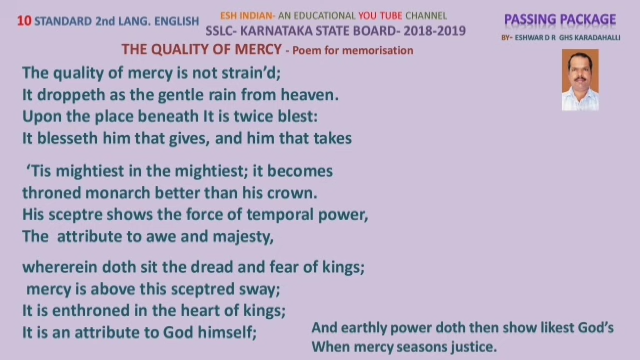 10 STANDARD 2nd LANG. ENGLISH
ESH INDIAN- AN EDUCATIONAL YOU TUBE CHANNEL
SSLC- KARNATAKA STATE BOARD- 2018-2019
PASSING PACKAGE
BY- ESHWAR D R GHS KARADAHALLI
THE QUALITY OF MERCY - Poem for memorisation
The quality of mercy is not strain’d;
It droppeth as the gentle rain from heaven.
Upon the place beneath It is twice blest:
It blesseth him that gives, and him that takes
‘Tis mightiest in the mightiest; it becomes
throned monarch better than his crown.
His sceptre shows the force of temporal power,
The attribute to awe and majesty,
whererein doth sit the dread and fear of kings;
mercy is above this sceptred sway;
It is enthroned in the heart of kings;
It is an attribute to God himself;
And earthly power doth then show likest God’s
When mercy seasons justice.